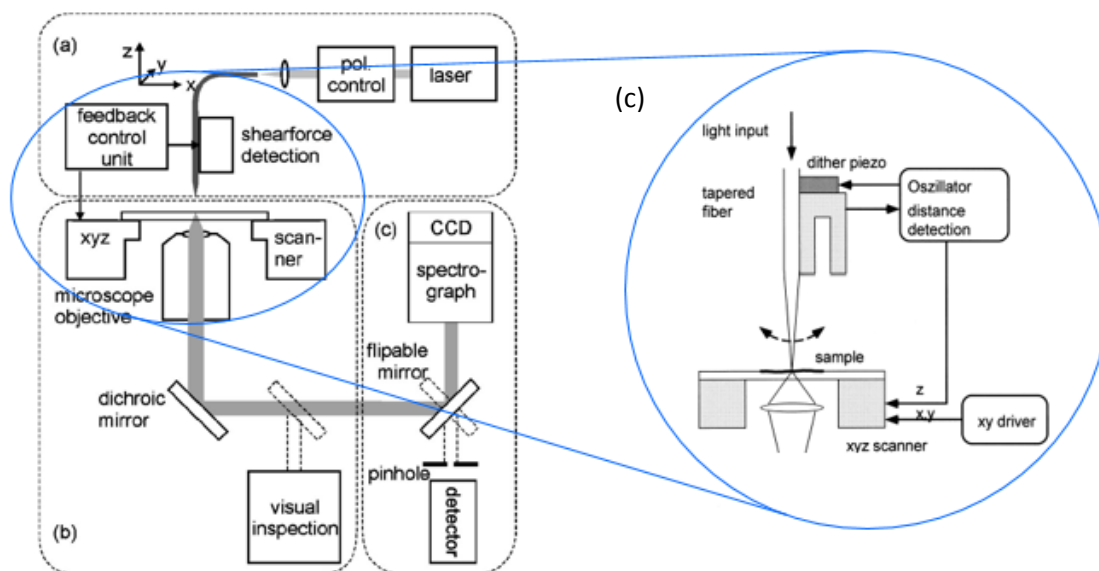 (a)
z
y
x
pol.
control
laser
feedback
control
unit
shearforce
detection
xyz
scan-
ner
microscope
objective
(c)
CCD
spectro-
graph
flipable
mirror
dichroic
mirror
pinhole
visual
inspection
detector
(b)
(c)
light input
dither piezo
tapered
fiber
Oszillator
distance
detection
sample
z
x,y
xy driver
xyz scanner